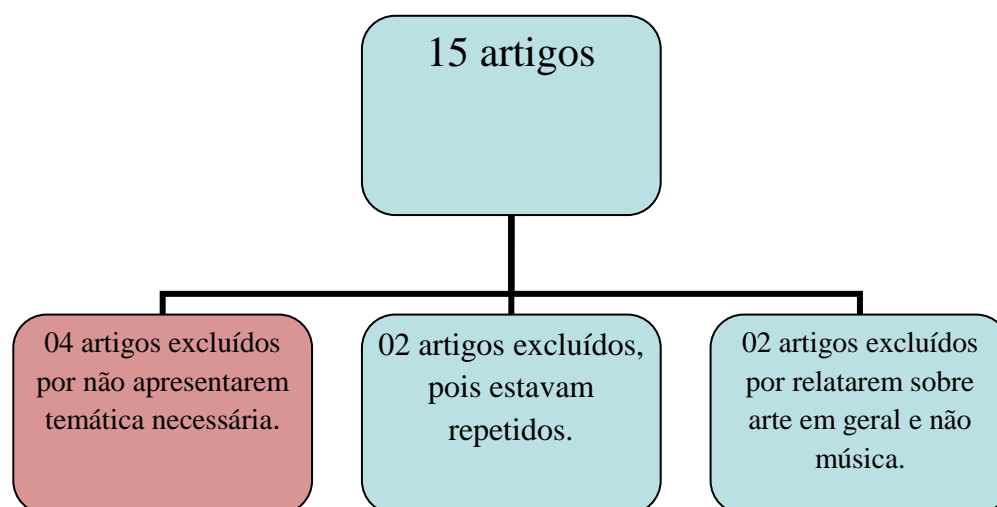 15 artigos
04 artigos excluídos
por não apresentarem
temática necessária.
02 artigos excluídos,
pois estavam
repetidos.
02 artigos excluídos
por relatarem sobre
arte em geral e não
música.